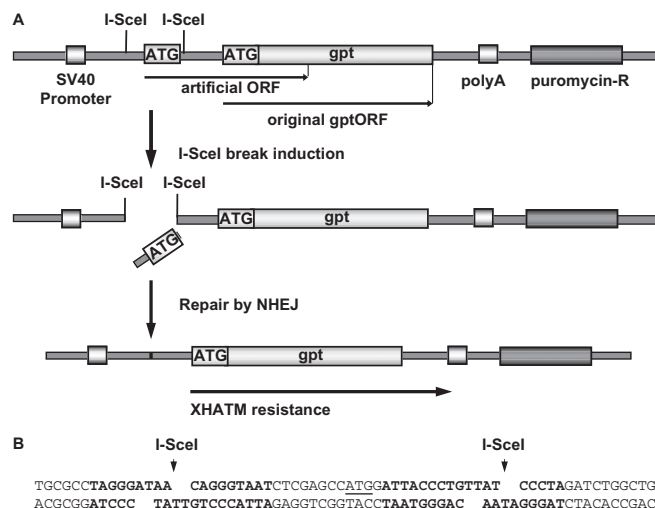 A
I-SceI I-SceI
ATG ATG gpt
SV40
Promoter
artificial ORF
polyA puromycin-R
original gptORF
I-SceI break induction
I-SceI I-SceI
ATG gpt
ATG
Repair by NHEJ
ATG gpt
XHATM resistance
B
I-SceI I-SceI
TGCGCCTAGGGATAA CAGGGTAATCTCGAGCCATGGATTACCCTGTTAT CCCTAGATCTGGCTG
ACGCGGATCCC TATTGTCCCATTAGAGGTCGGTACCTAATGGGAC AATAGGGATCTACACCGAC